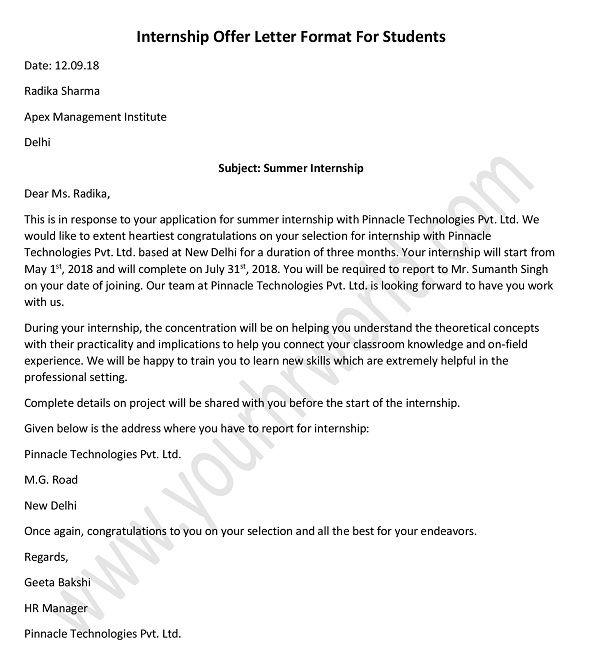 Internship Offer Letter Format For Students
Date: 12.09.18
Radika Sharma
Apex Management Institute
Delhi
Subject: Summer Internship
Dear Ms. Radika,
This is in response to your application for summer internship with Pinnacle Technologies Pvt. Ltd. We
would like to extent heartiest congratulations on your selection for internship with Pinnacle
Technologies Pvt. Ltd. based at New Delhi for a duration of three months. Your internship will start from
May 1st, 2018 and will complete on July 31st, 2018. You will be required to report to Mr. Sumanth Singh
on your date of joining. Our team at Pinnacle Technologies Pvt. Ltd. is looking forward to have you work
with us.
During your internship, the concentration will be on helping you understand the theoretical concepts
with their practicality and implications to help you connect your classroom knowledge and on-field
experience. We will be happy to train you to learn new skills which are extremely helpful in the
professional setting.
Complete details on project will be shared with you before the start of the internship.
Given below is the address where you have to report for internship:
Pinnacle Technologies Pvt. Ltd.
M.G. Road
New Delhi
Once again, congratulations to you on your selection and all the best for your endeavors.
Regards,
Geeta Bakshi
HR Manager
Pinnacle Technologies Pvt. Ltd.
www.yourhrworld.com